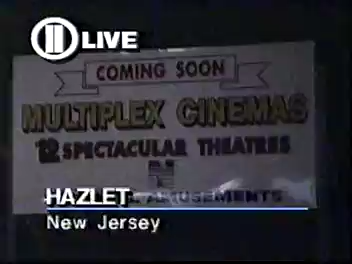 11 LIVE
COMING SOON
MULTIPLEX CINEMAS
12 SPECTACULAR THEATRES
AMUSEMENTS
HAZLET
New Jersey